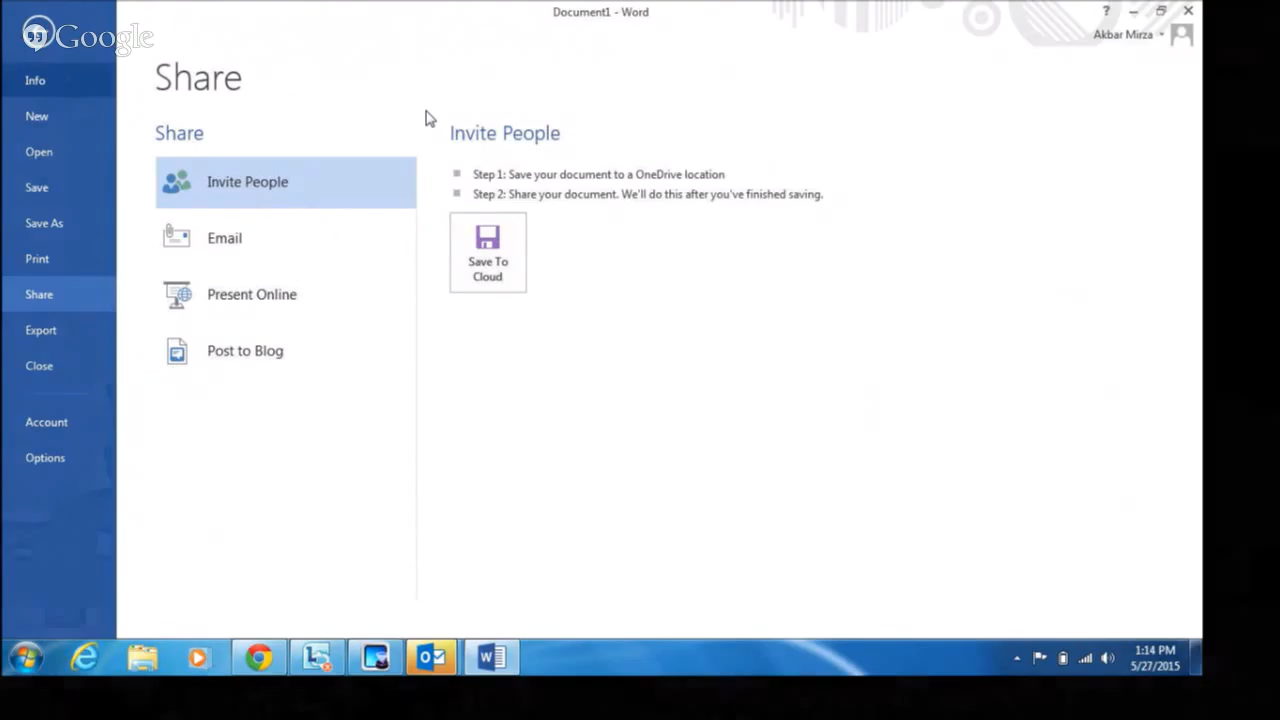 Document1 - Word
?
Google
Akbar Mirza
Info
New
Open
Save
Save As
Print
Share
Export
Close
Account
Options
Share
Share
Invite People
Email
Present Online
Post to Blog
Invite People
Step 1: Save your document to a OneDrive location
Step 2: Share your document. We'll do this after you've finished saving.
Save To
Cloud
1:14 PM
5/27/2015